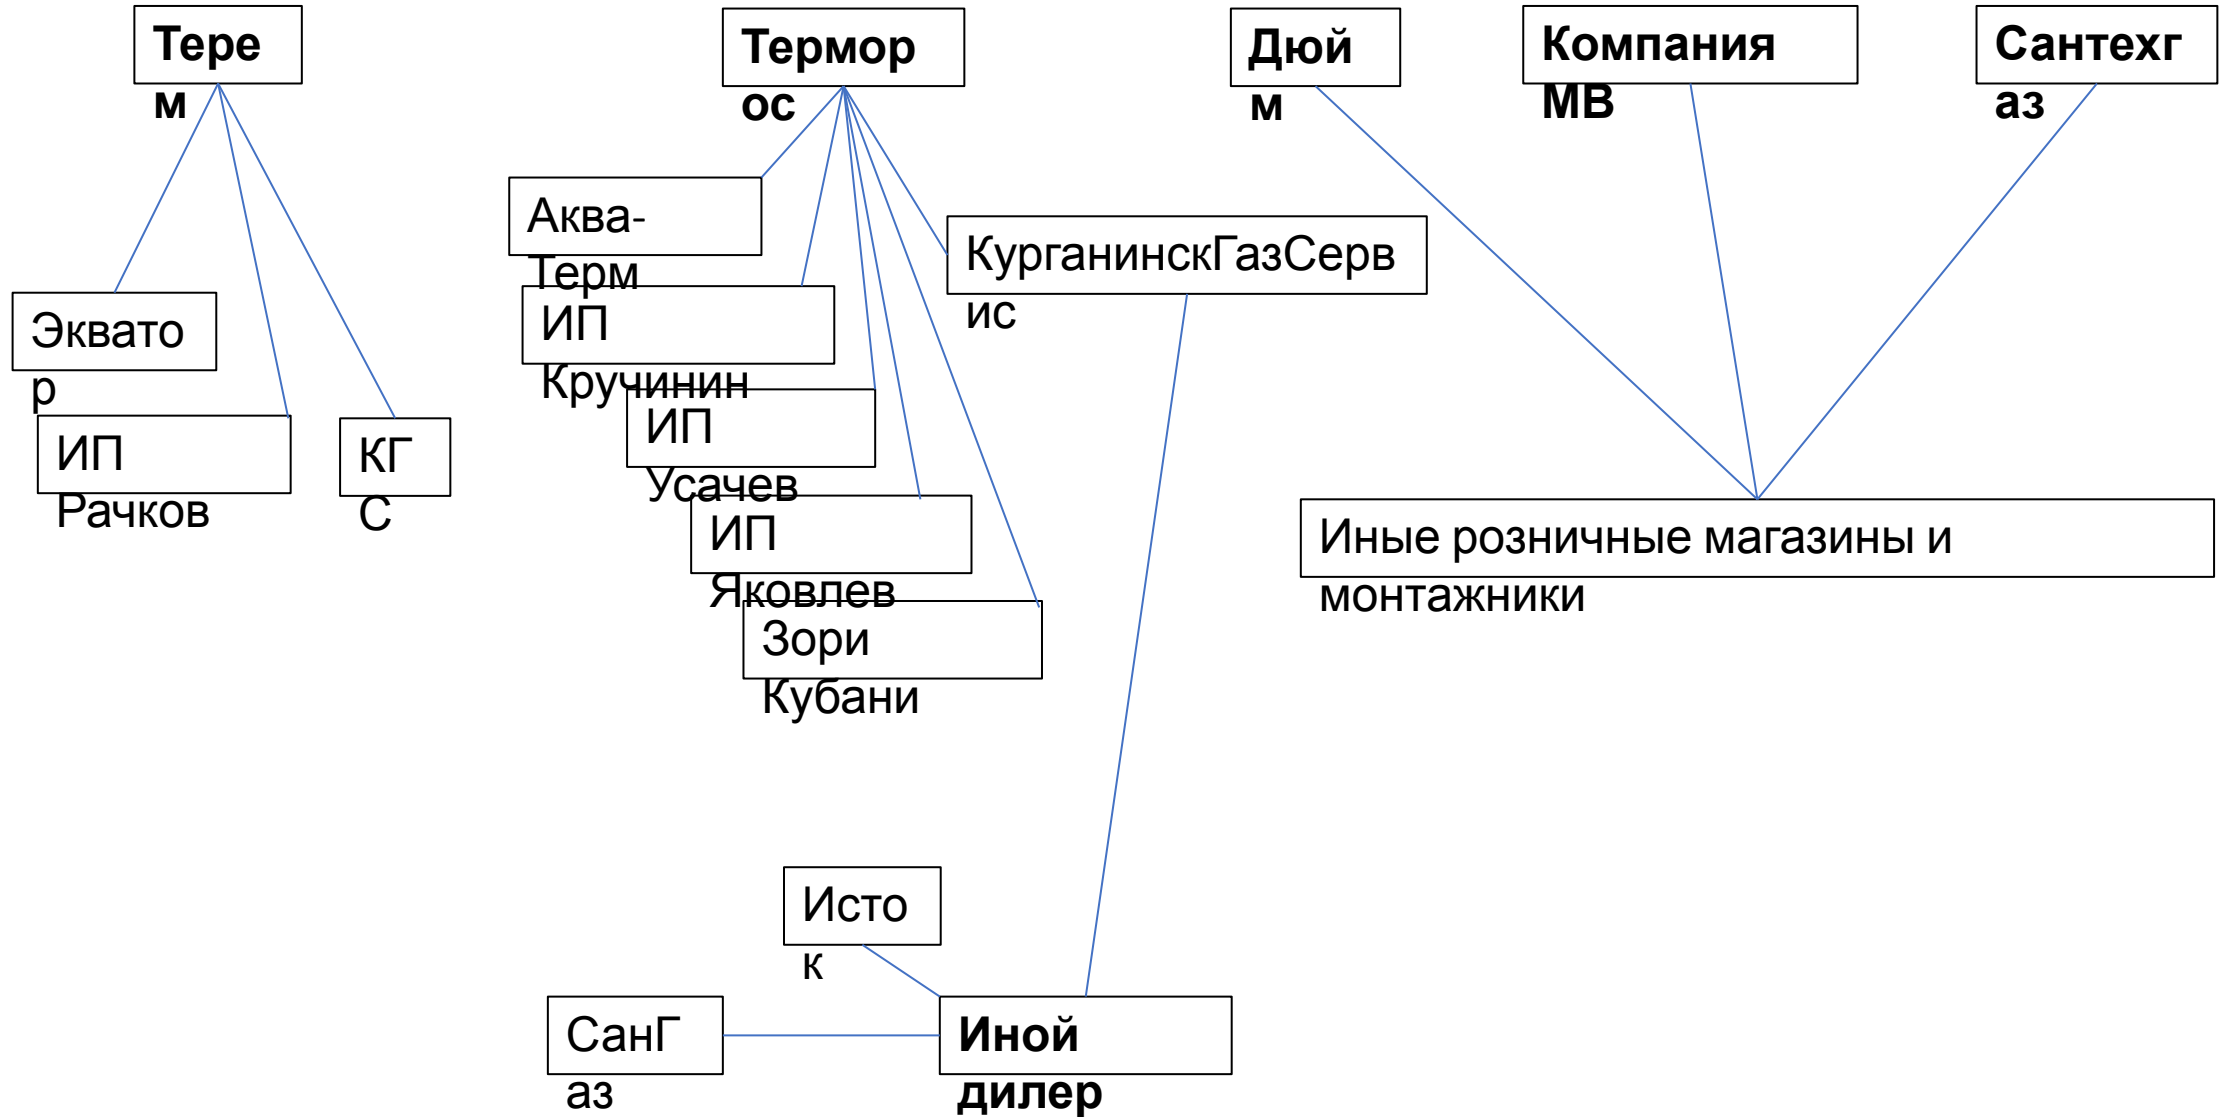 Тере
м
Термор
ос
Дюй
м
Компания
МВ
Сантехг
аз
Аква-
Терм
КурганинскГазСерв
ис
Эквато
р
ИП
Кручинин
ИП
Рачков
КГ
С
ИП
Усачев
ИП
Яковлев
Иные розничные магазины и
монтажники
Зори
Кубани
Исто
к
СанГ
аз
Иной
дилер